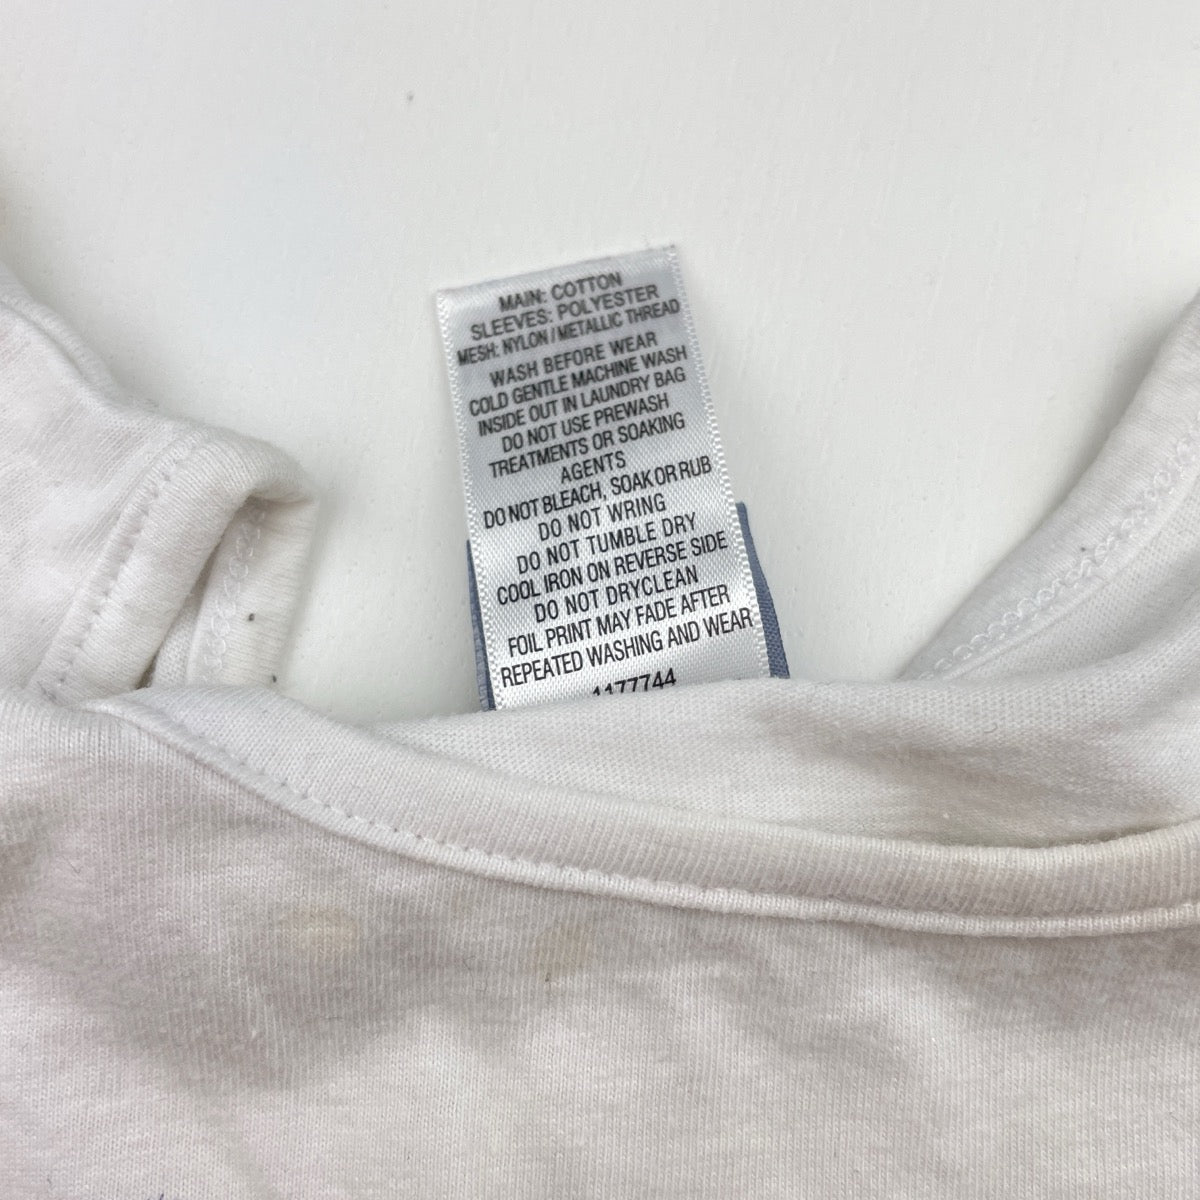 MAIN: COTTON
SLEEVES: POLYESTER
MESH: NYLON / METALLIC THREAD
WASH BEFORE WEAR
COLD GENTLE MACHINE WASH
INSIDE OUT IN LAUNDRY BAG
DO NOT USE PREWASH
TREATMENTS OR SOAKING
AGENTS
DO NOT BLEACH, SOAK OR RUB
DO NOT WRING
DO NOT TUMBLE DRY
COOL IRON ON REVERSE SIDE
DO NOT DRYCLEAN
FOIL PRINT MAY FADE AFTER
REPEATED WASHING AND WEAR
1177744